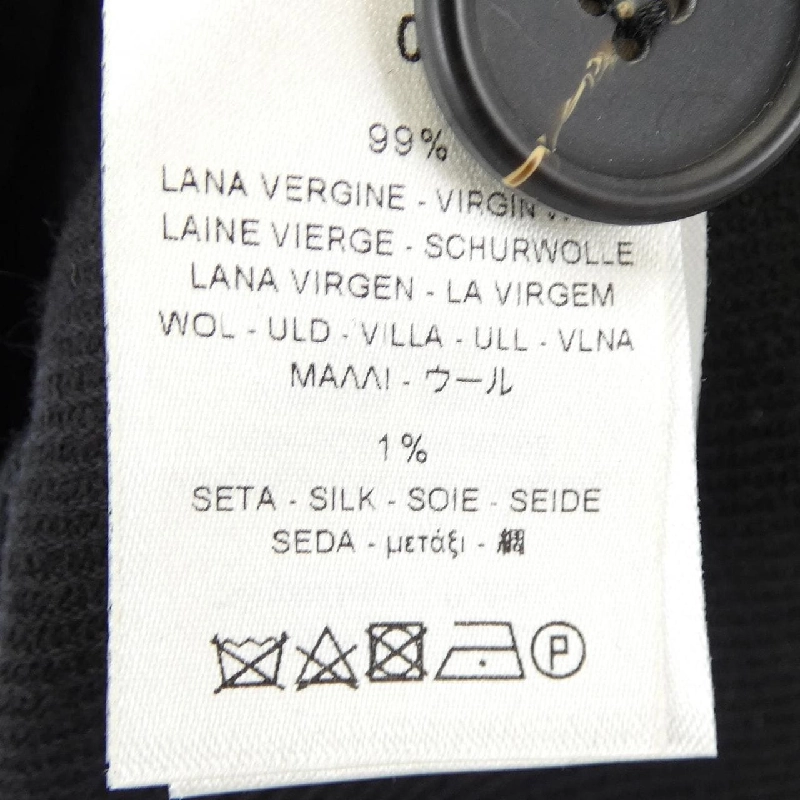 99%
LANA VERGINE - VIRGIN
LAINE VIERGE - SCHURWOLLE
LANA VIRGEN - LA VIRGEM
WOL - ULD - VILLA - ULL - VLNA
ΜΑΛΛΙ - ウール
1%
SETA - SILK - SOIE - SEIDE
SEDA - μετάξι - 絹
P